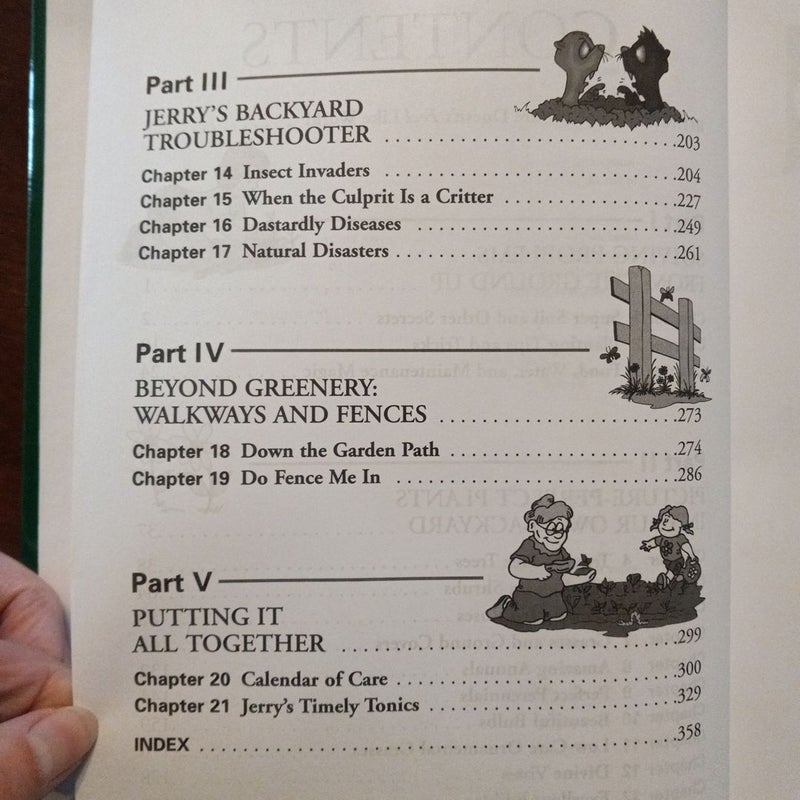 Part III
JERRY'S BACKYARD
TROUBLESHOOTER . . . . . . . . . . . . . . . . . . . . . . . . . . . . . .203
Chapter 14 Insect Invaders . . . . . . . . . . . . . . . . . . . . . . . . . . . . .204
Chapter 15 When the Culprit Is a Critter . . . . . . . . . . . . . . . . .227
Chapter 16 Dastardly Diseases . . . . . . . . . . . . . . . . . . . . . . . . .249
Chapter 17 Natural Disasters . . . . . . . . . . . . . . . . . . . . . . . . . . .261
Part IV
BEYOND GREENERY:
WALKWAYS AND FENCES . . . . . . . . . . . . . . . . . . . . . . . .273
Chapter 18 Down the Garden Path . . . . . . . . . . . . . . . . . . . . . .274
Chapter 19 Do Fence Me In . . . . . . . . . . . . . . . . . . . . . . . . . . .286
Part V
PUTTING IT
ALL TOGETHER . . . . . . . . . . . . . . . . . . . . . . . . . . . . . . . . .299
Chapter 20 Calendar of Care . . . . . . . . . . . . . . . . . . . . . . . . . . .300
Chapter 21 Jerry's Timely Tonics . . . . . . . . . . . . . . . . . . . . . . . .329
INDEX . . . . . . . . . . . . . . . . . . . . . . . . . . . . . . . . . . . . . . . . . . . . . .358